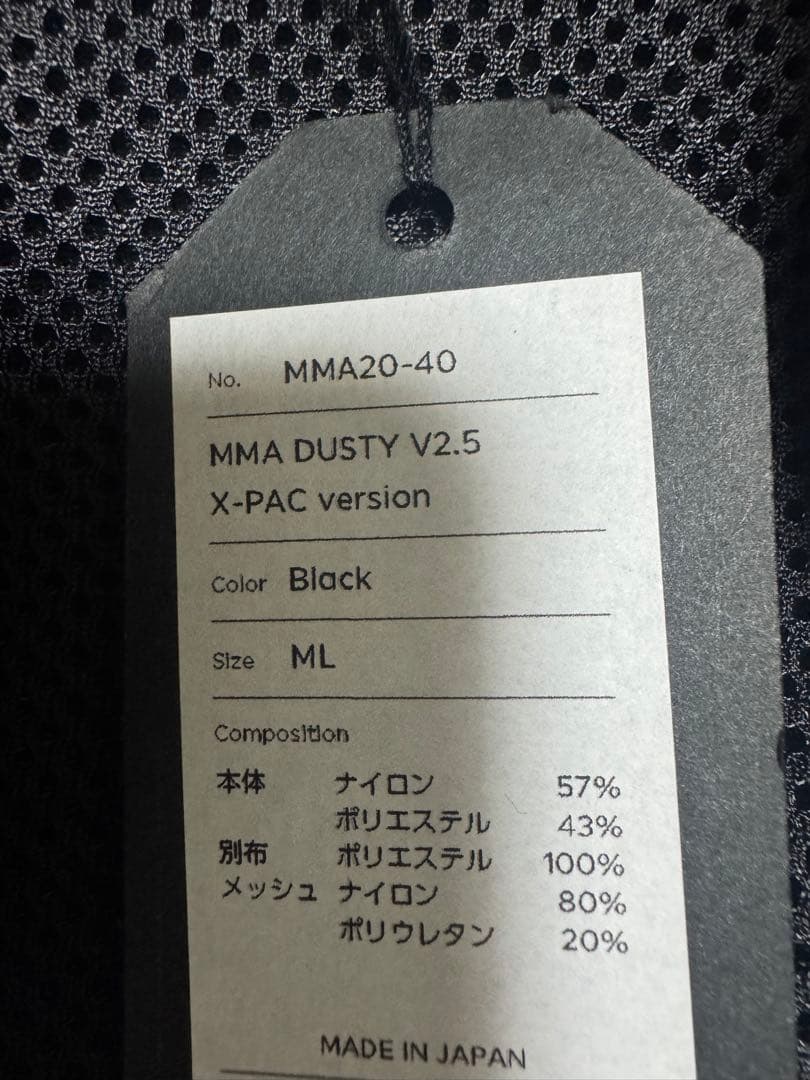 No. MMA20-40
MMA DUSTY V2.5
X-PAC version
Color Black
Size ML
Composition
本体 ナイロン 57%
ポリエステル 43%
別布 ポリエステル 100%
メッシュ ナイロン 80%
ポリウレタン 20%
MADE IN JAPAN